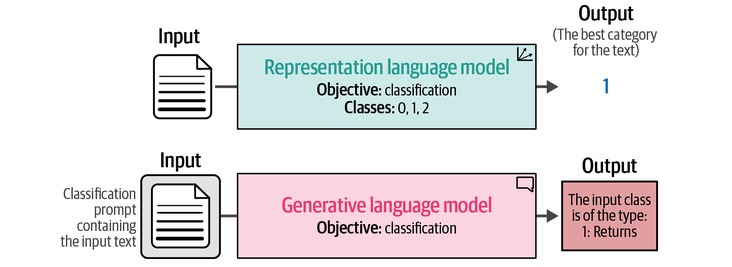 Input
Representation language model
Objective: classification
Classes: 0, 1, 2
Output
(The best category
for the text)
1
Input
Classification
prompt
containing
the input text
Generative language model
Objective: classification
Output
The input class
is of the type:
1: Returns